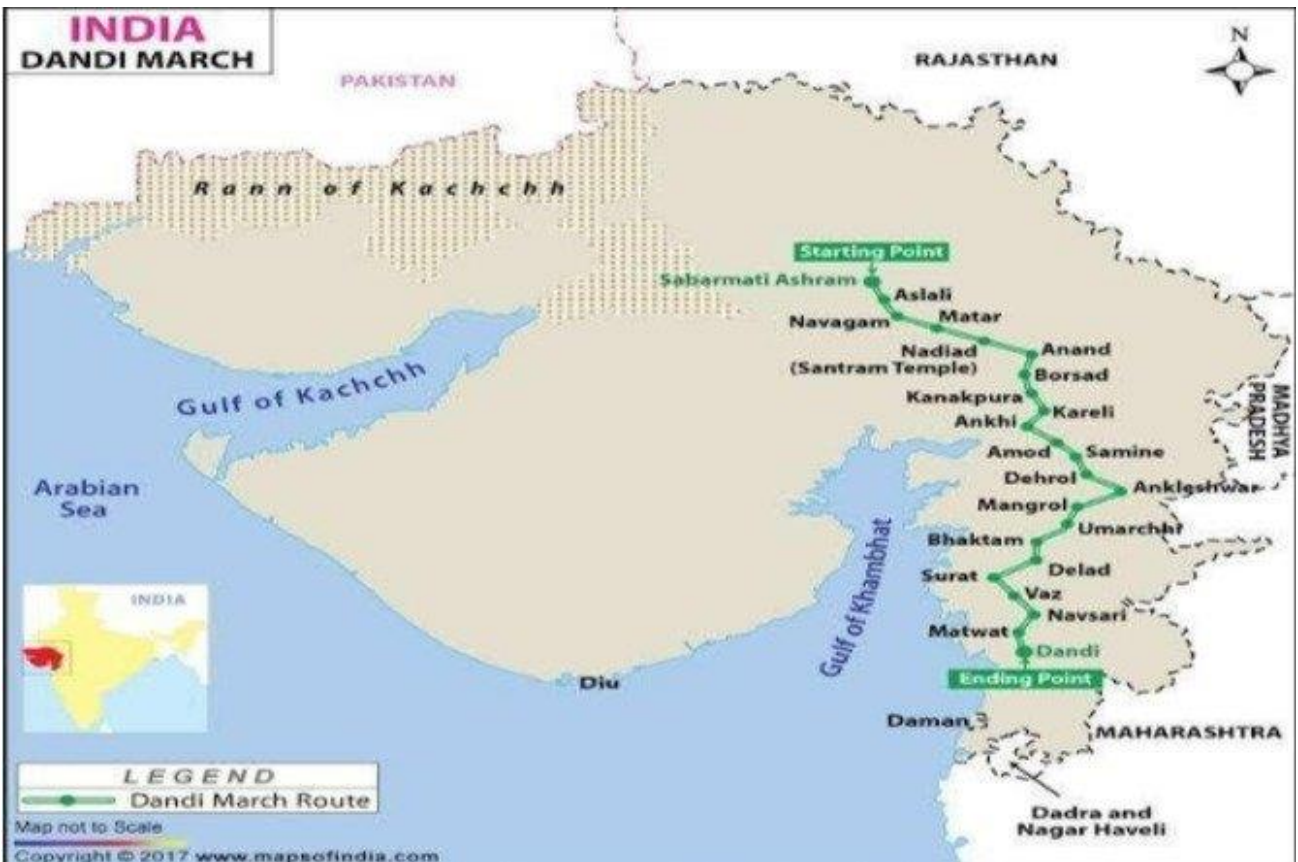 INDIA
DANDI MARCH
PAKISTAN
RAJASTHAN
N
Rann of Kachchh
Starting Point
Sabarmati Ashram
Aslali
Navagam
Matar
Nadiad
(Santram Temple)
Anand
Borsad
Kanakpura
Kareli
Ankhi
Amod
Samine
Dehrol
Ankleshwar
Mangrol
Umarchhi
Bhaktam
Delad
Surat
Vaz
Navsari
Matwat
Dandi
Ending Point
MADHYA
PRADESH
Gulf of Kachchh
Arabian
Sea
Gulf of Khambhat
Diu
Daman
MAHARASHTRA
Dadra and
Nagar Haveli
INDIA
LEGEND
Dandi March Route
Map not to Scale
Copyright © 2017 www.mapsofindia.com